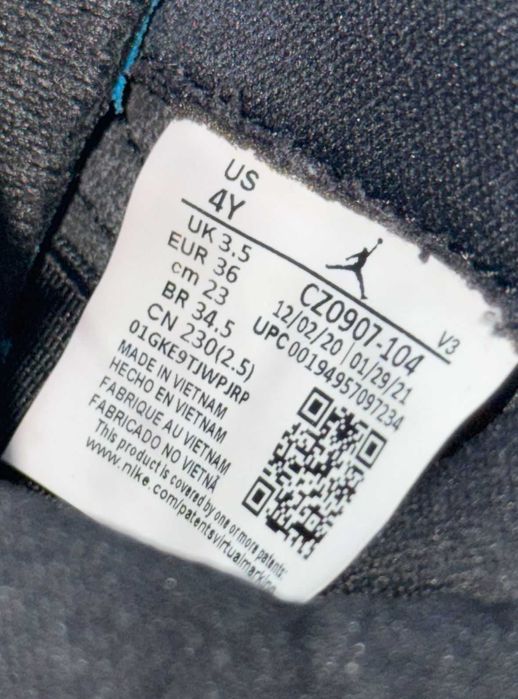 US
4Y
UK 3.5
EUR 36
cm 23
BR 34.5
CN 230(2.5)
01GKE9TJWPJRP
MADE IN VIETNAM
HECHO EN VIETNAM
FABRIQUE AU VIETNAM
FABRICADO NO VIETNÃ
This product is covered by one or more patents:
www.nike.com/patentsvirtualmarking
V3
CZ0907-104
12/02/20 | 01/29/21
UPC 00194957097234